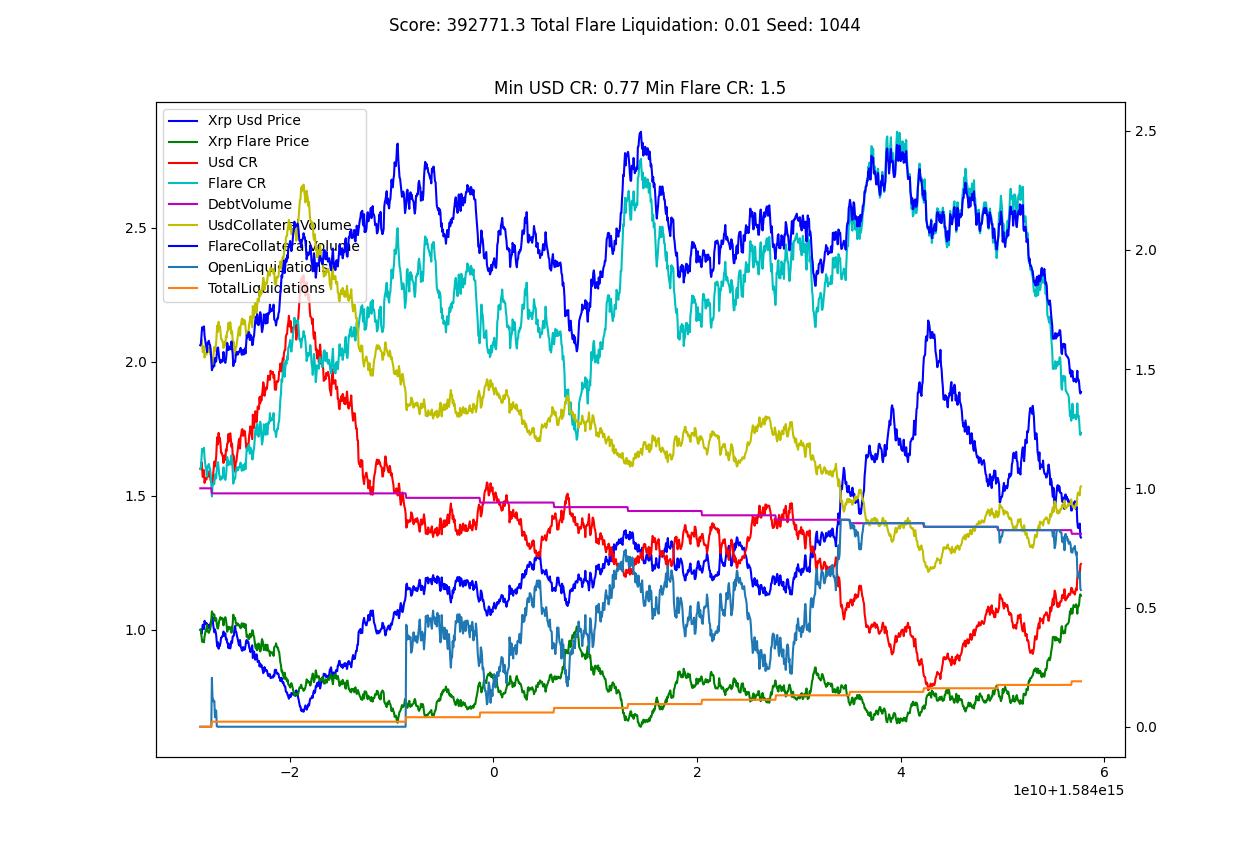 Score: 392771.3 Total Flare Liquidation: 0.01 Seed: 1044
Min USD CR: 0.77 Min Flare CR: 1.5
Xrp Usd Price
Xrp Flare Price
Usd CR
Flare CR
DebtVolume
UsdCollateralVolume
FlareCollateralVolume
OpenLiquidations
TotalLiquidations
2.5
2.0
1.5
1.0
2.5
2.0
1.5
1.0
0.5
0.0
−2
0
2
4
6
1e10+1.584e15